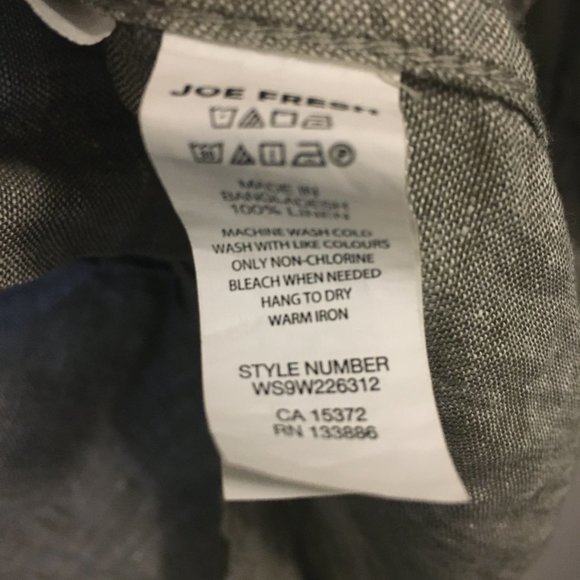 JOE FRESH
MADE IN
BANGLADESH
100% LINEN
MACHINE WASH COLD
WASH WITH LIKE COLOURS
ONLY NON-CHLORINE
BLEACH WHEN NEEDED
HANG TO DRY
WARM IRON
STYLE NUMBER
WS9W226312
CA 15372
RN 133886